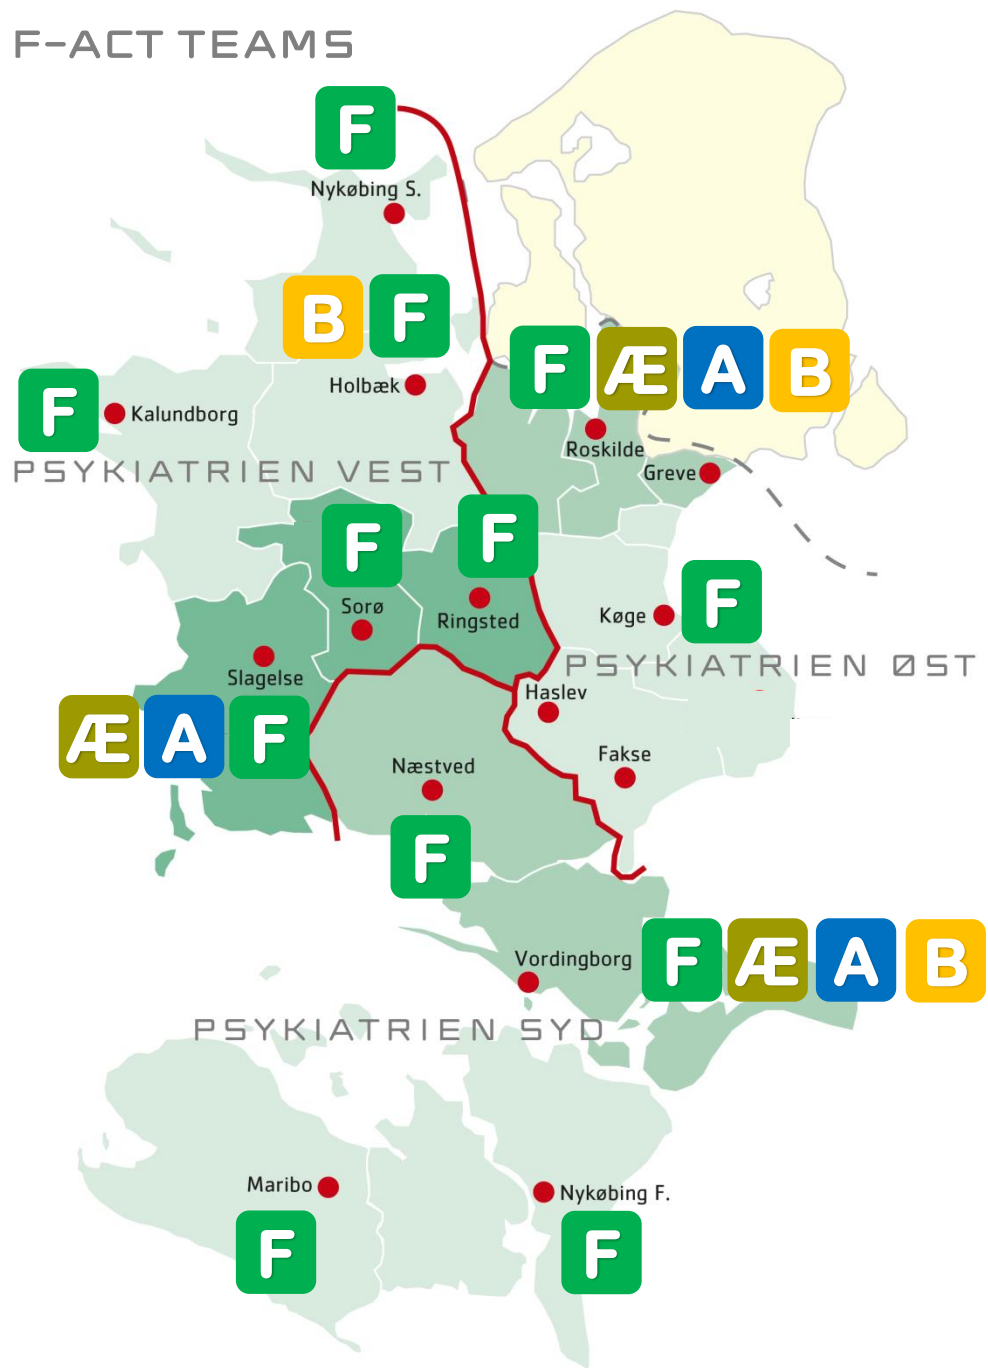 F-ACT TEAMS
F
Nykøbing S.
B F
Holbæk
F Æ A B
F
Kalundborg
Roskilde
Greve
PSYKIATRIEN VEST
F
F
Sorø
Ringsted
Køge
F
PSYKIATRIEN ØST
Slagelse
Haslev
Æ A F
Næstved
Fakse
F
Vordingborg
F Æ A B
PSYKIATRIEN SYD
Maribo
Nykøbing F.
F
F